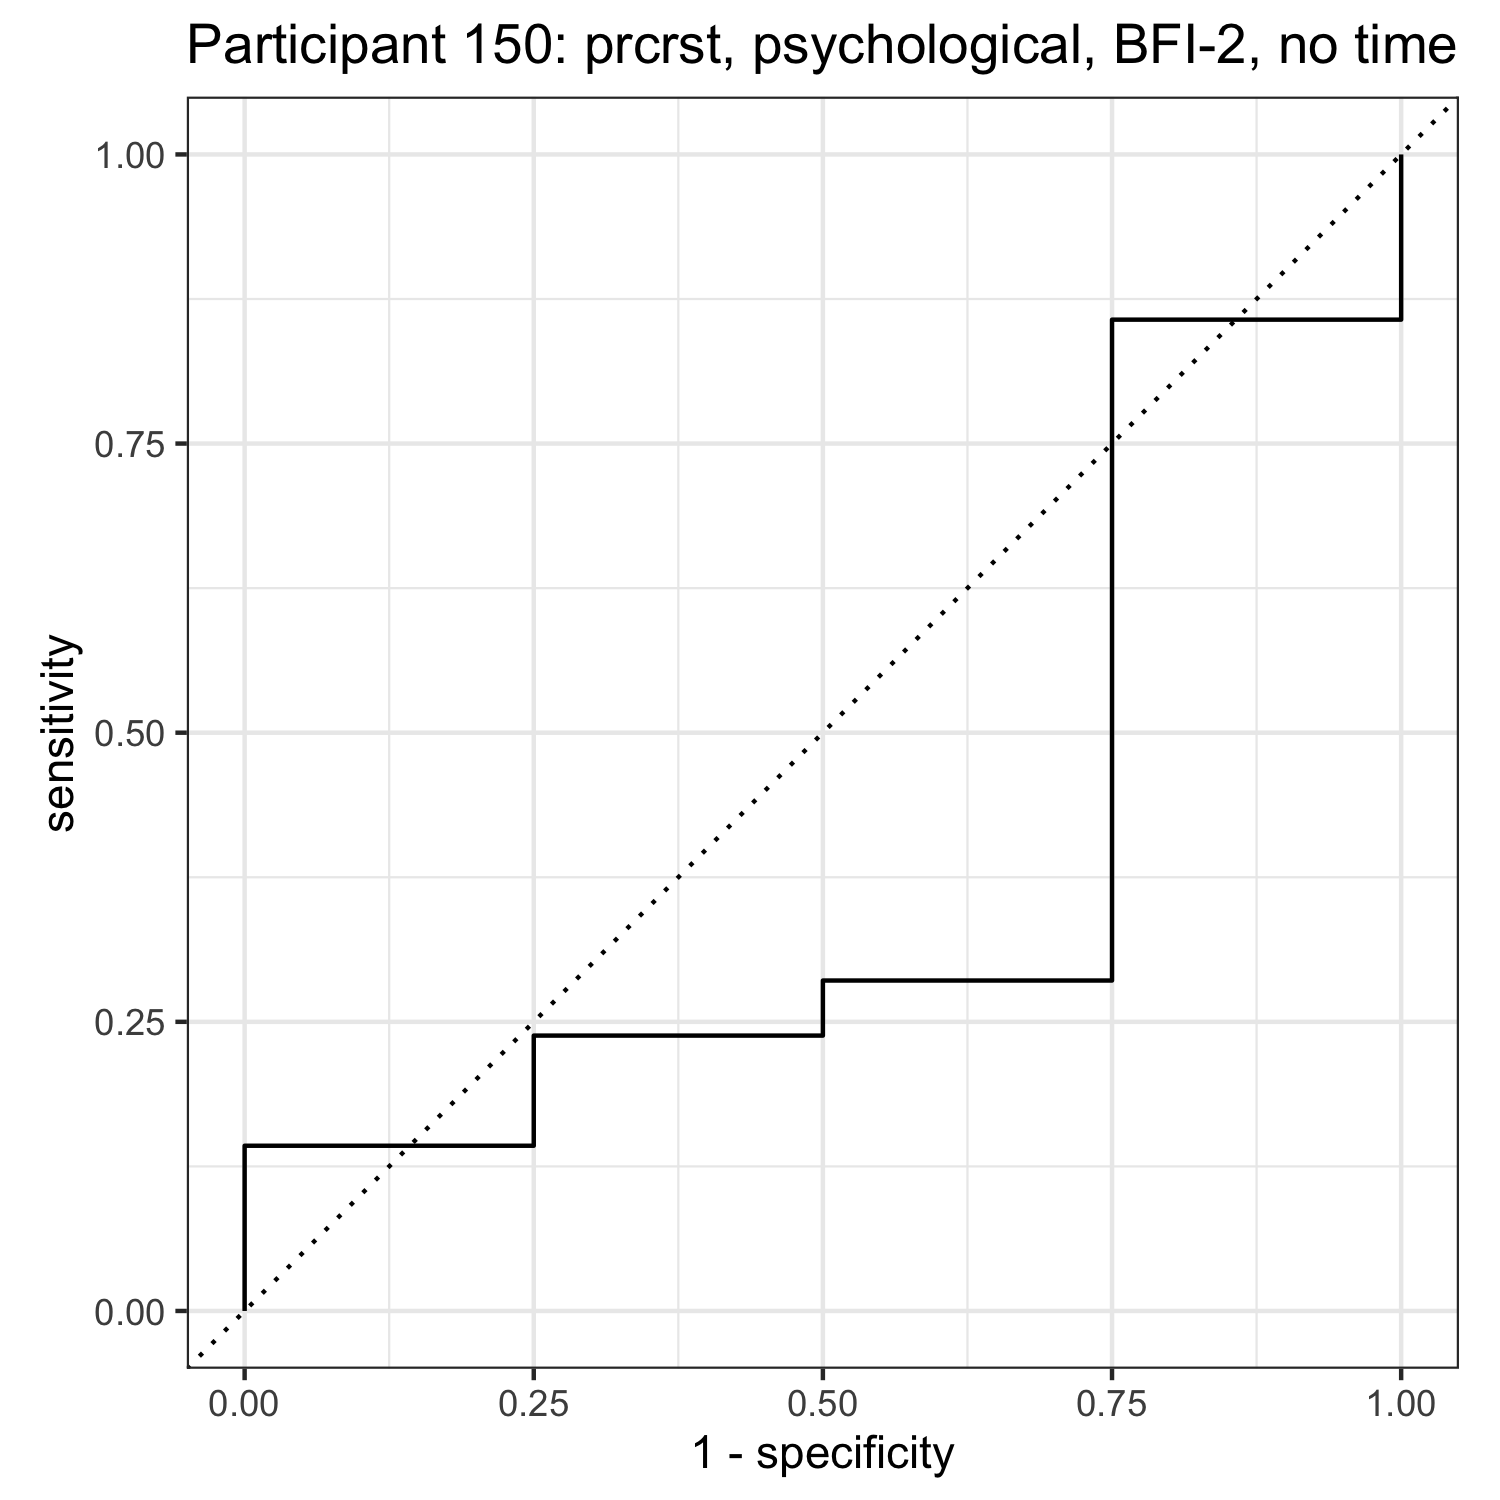 Participant 150: prcrst, psychological, BFI-2, no time
1.00
0.75
0.50
0.25
0.00
sensitivity
0.00 0.25 0.50 0.75 1.00
1 - specificity